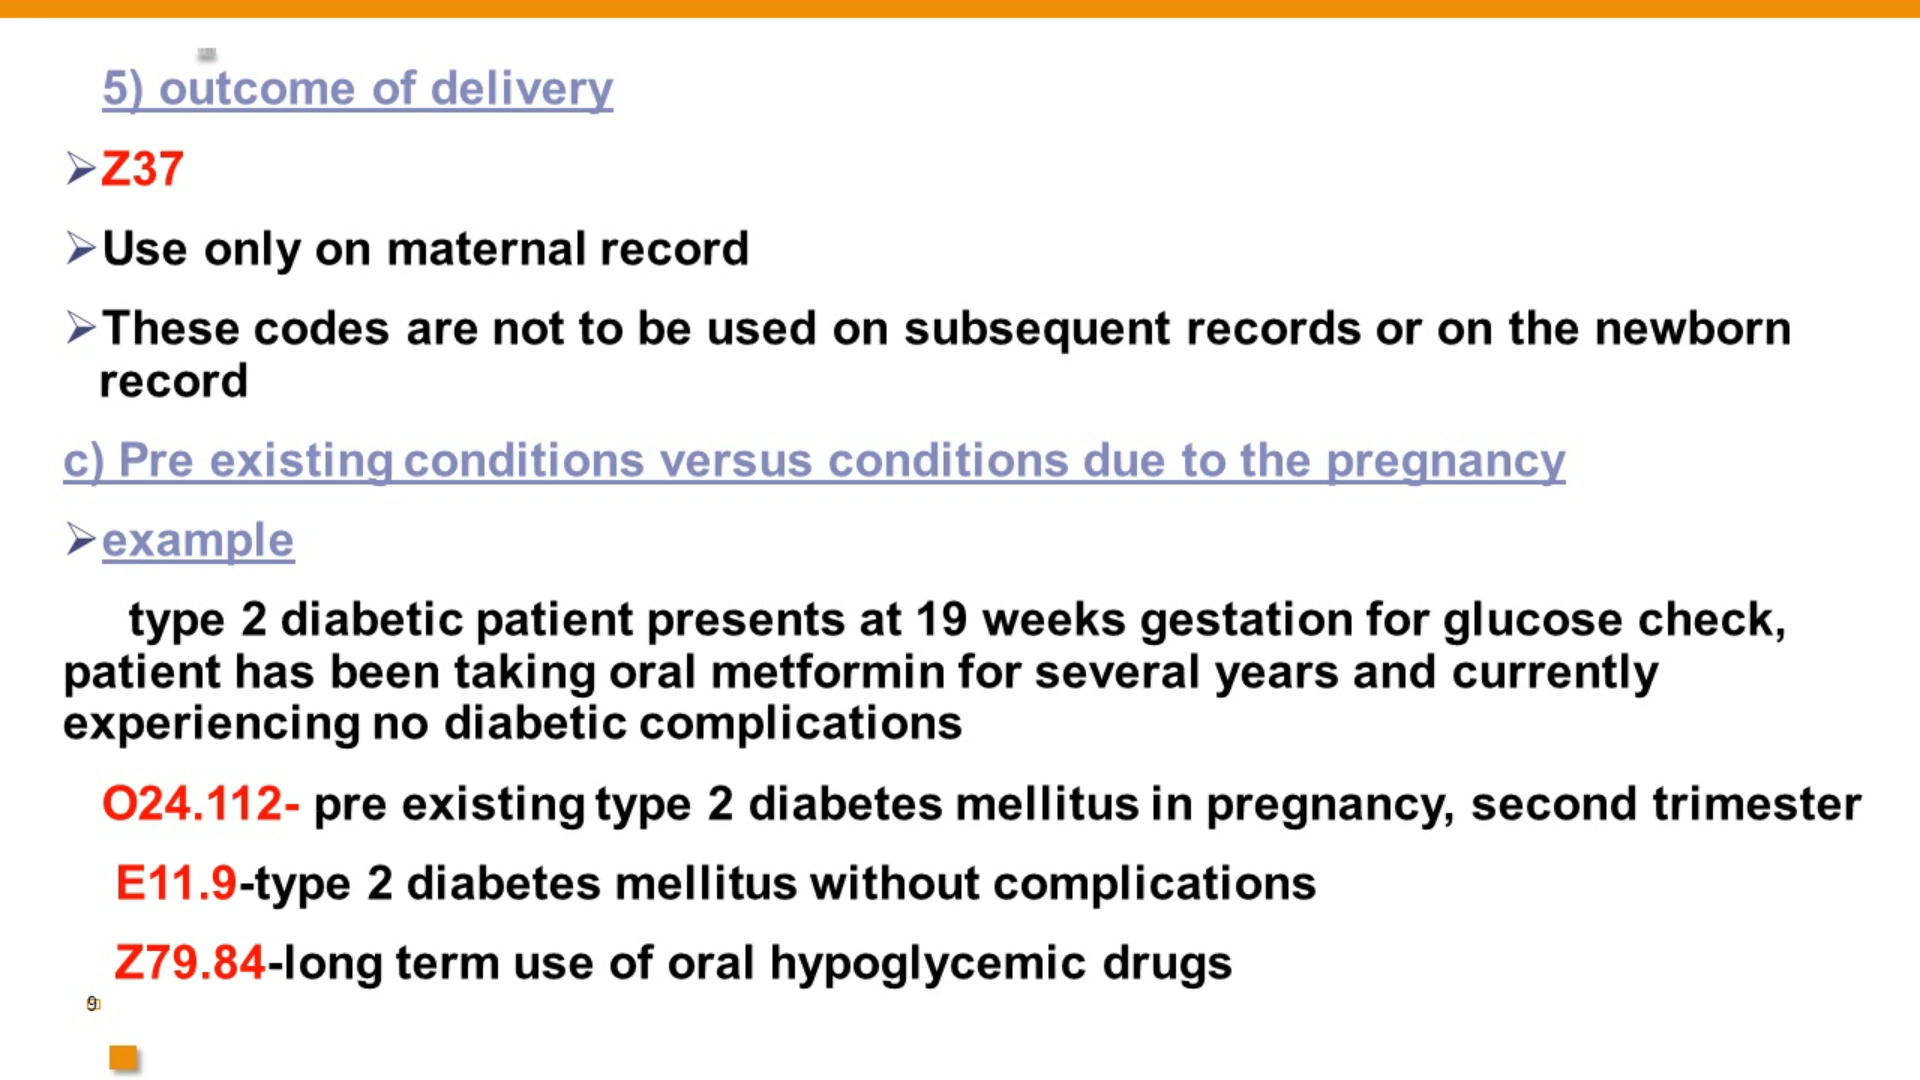 5) outcome of delivery
Z37
Use only on maternal record
These codes are not to be used on subsequent records or on the newborn
record
c) Pre existing conditions versus conditions due to the pregnancy
example
type 2 diabetic patient presents at 19 weeks gestation for glucose check,
patient has been taking oral metformin for several years and currently
experiencing no diabetic complications
O24.112- pre existing type 2 diabetes mellitus in pregnancy, second trimester
E11.9-type 2 diabetes mellitus without complications
Z79.84-long term use of oral hypoglycemic drugs
9